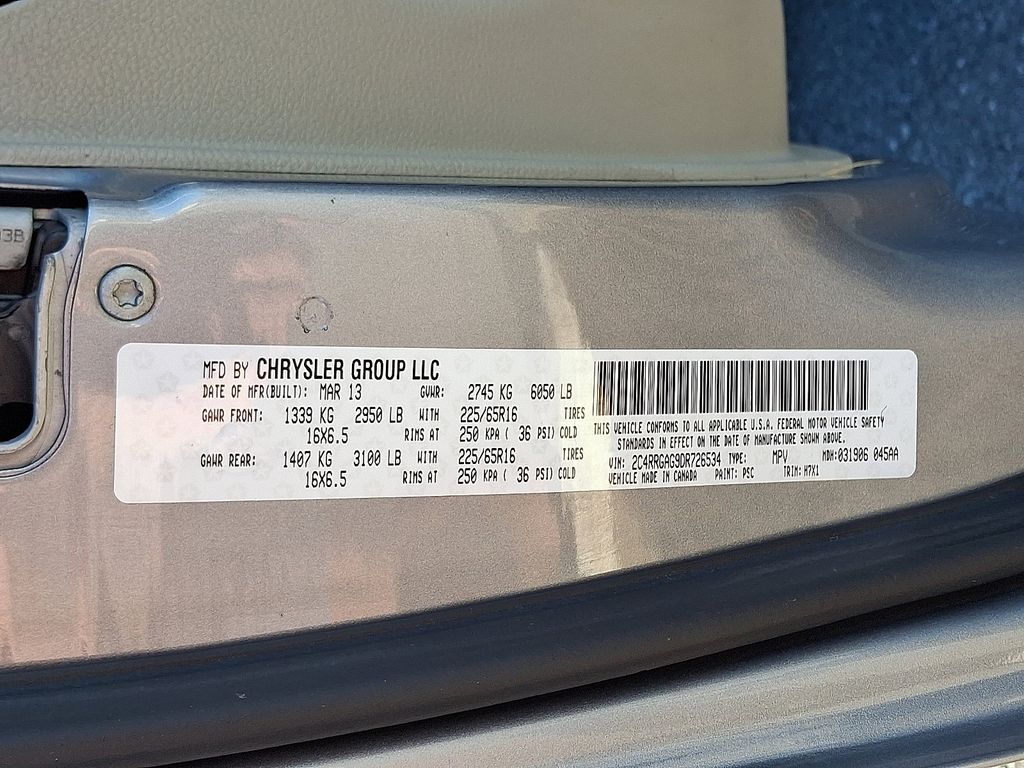 03B
MFD BY CHRYSLER GROUP LLC
DATE OF MFR(BUILT): MAR 13 GVWR: 2745 KG 6050 LB
GAWR FRONT: 1339 KG 2950 LB WITH 225/65R16 TIRES
16X6.5 RIMS AT 250 KPA ( 36 PSI) COLD
GAWR REAR: 1407 KG 3100 LB WITH 225/65R16 TIRES
16X6.5 RIMS AT 250 KPA ( 36 PSI) COLD
THIS VEHICLE CONFORMS TO ALL APPLICABLE U.S.A. FEDERAL MOTOR VEHICLE SAFETY
STANDARDS IN EFFECT ON THE DATE OF MANUFACTURE SHOWN ABOVE.
VIN: 2C4RRGAG9DR726534 TYPE: MPV MDH:031906 045AA
VEHICLE MADE IN CANADA PAINT: PSC TRIM: H7X1